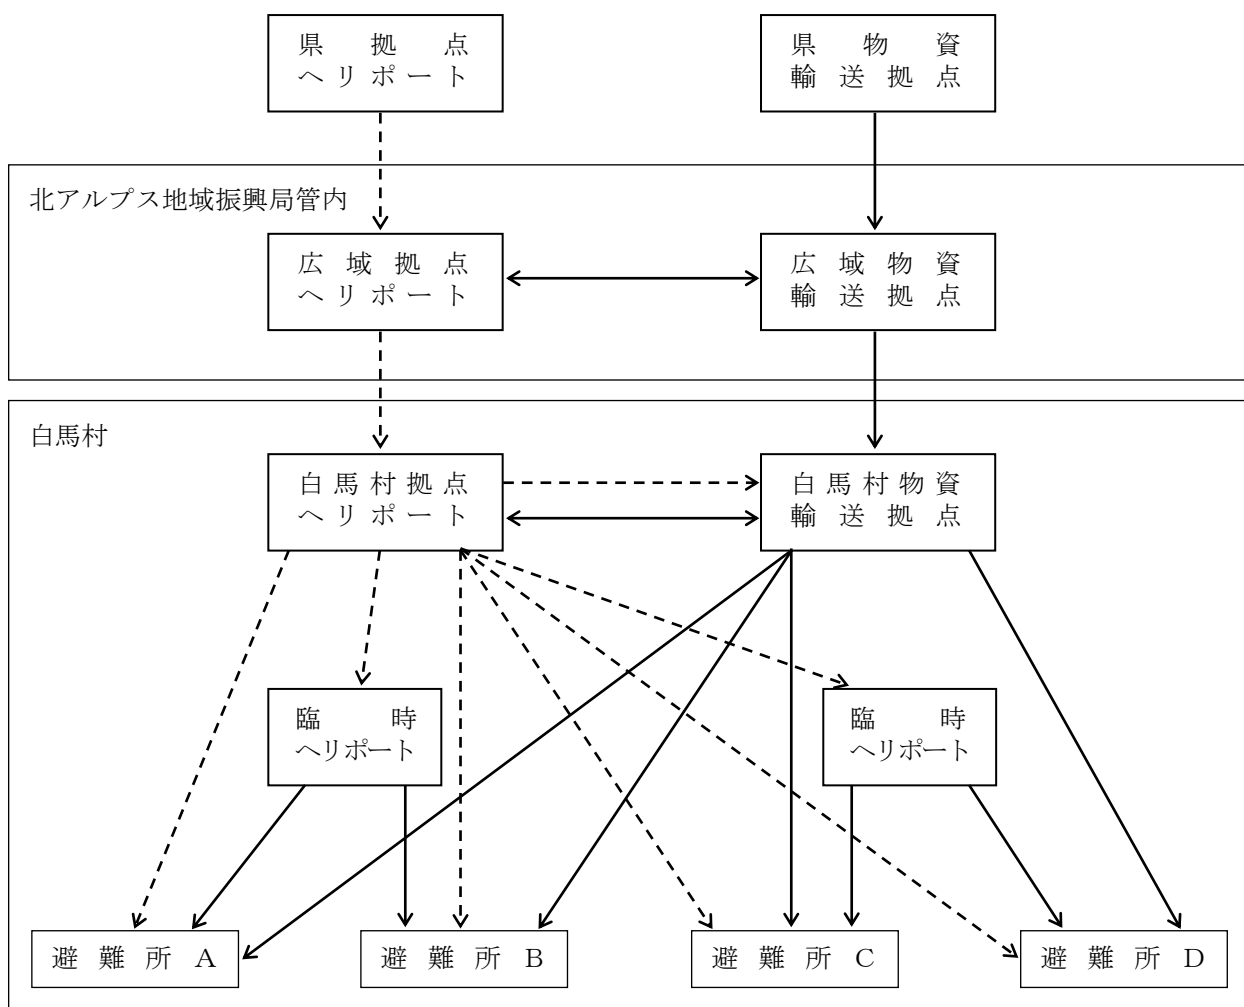 県拠点
ヘリポート
県物資
輸送拠点
北アルプス地域振興局管内
広域拠点
ヘリポート
広域物資
輸送拠点
白馬村
白馬村拠点
ヘリポート
白馬村物資
輸送拠点
臨時
ヘリポート
臨時
ヘリポート
避難所A
避難所B
避難所C
避難所D